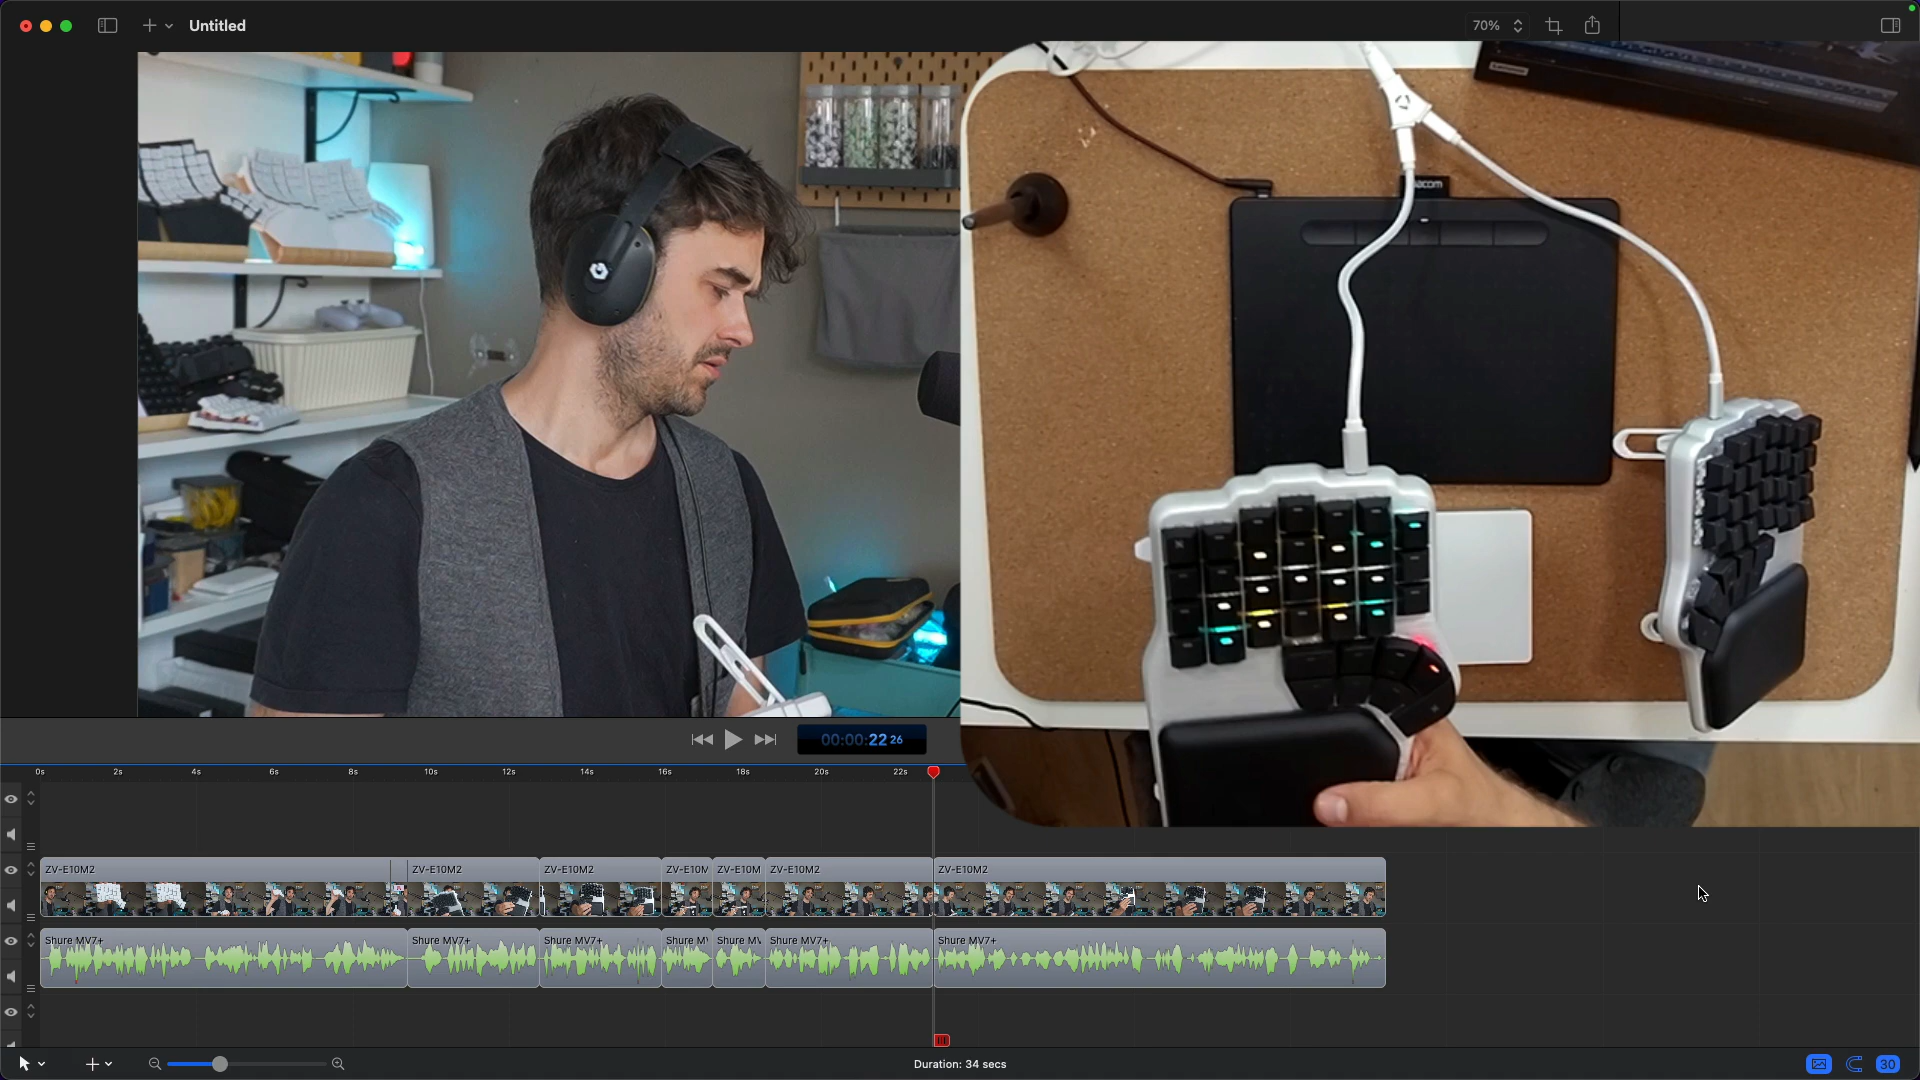 Untitled
70%
Lenovo
acom
00:00:22 26
0s 2s 4s 6s 8s 10s 12s 14s 16s 18s 20s 22s
ZV-E10M2 ZV-E10M2 ZV-E10M2 ZV-E10M ZV-E10M ZV-E10M2 ZV-E10M2
Shure MV7+ Shure MV7+ Shure MV7+ Shure M Shure M Shure MV7+ Shure MV7+
Duration: 34 secs
30